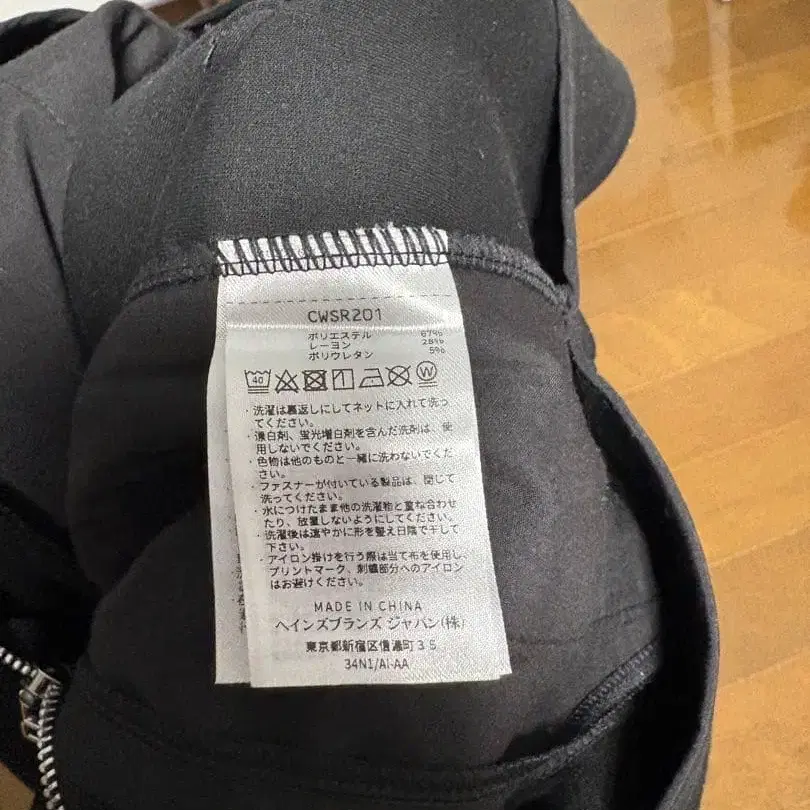 CWSR201
ポリエステル 67%
レーヨン 28%
ポリウレタン 5%
40 W
・洗濯は裏返しにしてネットに入れて洗っ
てください。
・漂白剤、蛍光増白剤を含んだ洗剤は、使
用しないでください。
・色物は他のものと一緒に洗わないでくだ
さい。
・ファスナーが付いている製品は、閉じて
洗ってください。
・水につけたまま他の洗濯物と重ね合わせ
たり、放置しないようにしてください。
・洗濯後は速やかに形を整え日陰で干して
下さい。
・アイロン掛けを行う際は当て布を使用し、
プリントマーク、刺繍部分へのアイロン
はお避けください。
MADE IN CHINA
ヘインズブランズ ジャパン(株)
東京都新宿区信濃町35
34N1/AI-AA